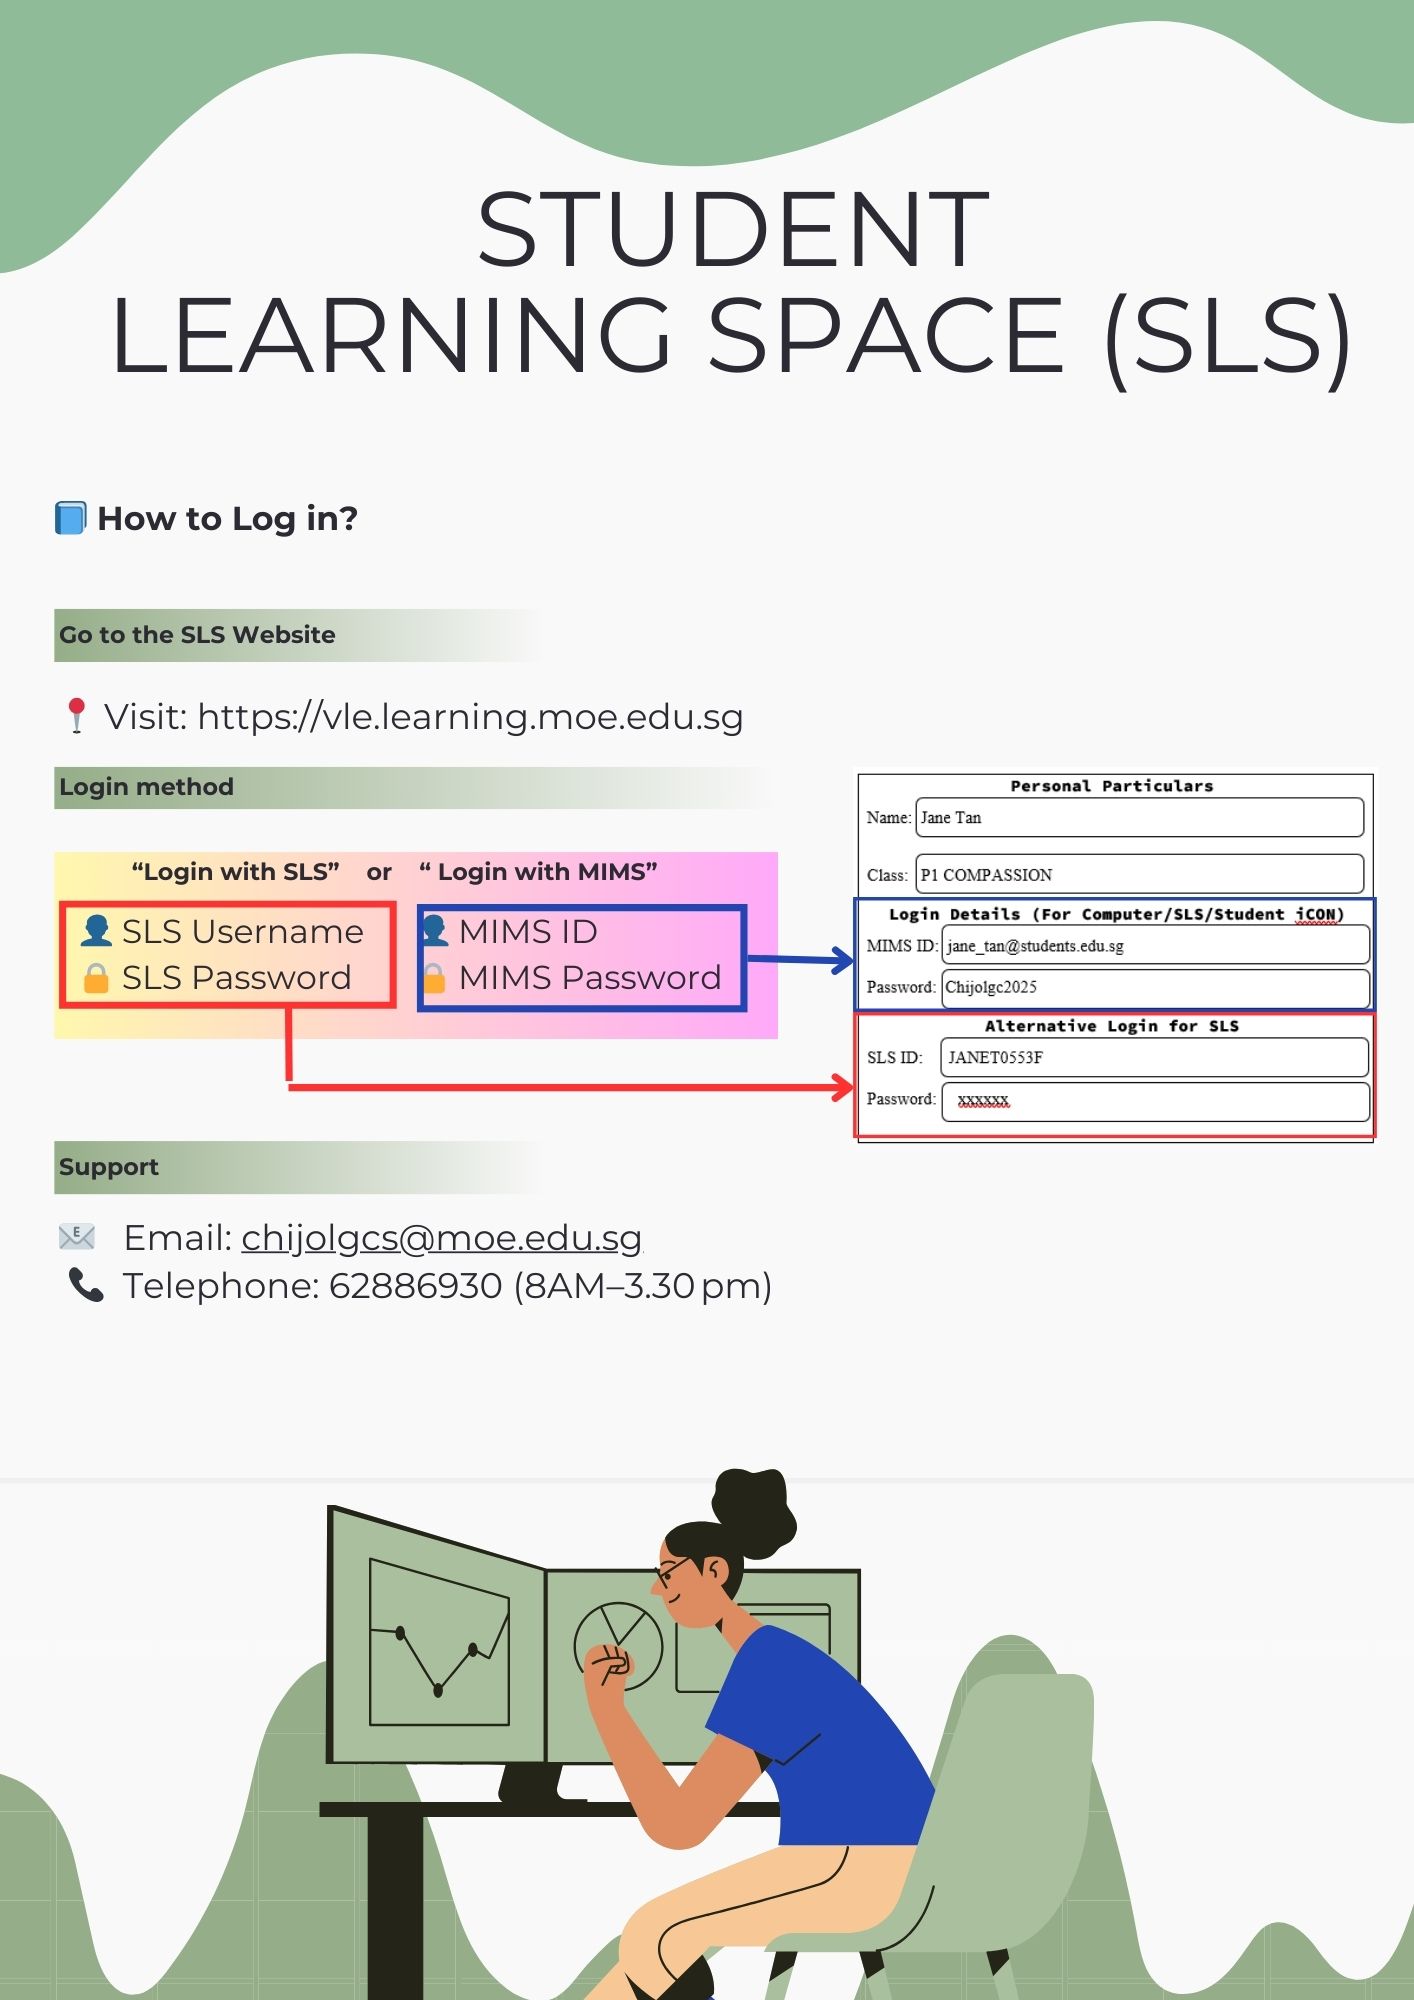 STUDENT
LEARNING SPACE (SLS)
How to Log in?
Go to the SLS Website
Visit: https://vle.learning.moe.edu.sg
Login method
“Login with SLS” or “ Login with MIMS”
SLS Username
SLS Password
MIMS ID
MIMS Password
Personal Particulars
Name: Jane Tan
Class: P1 COMPASSION
Login Details (For Computer/SLS/Student iCON)
MIMS ID: jane_tan@students.edu.sg
Password: Chijolgc2025
Alternative Login for SLS
SLS ID: JANET0553F
Password: xxxxxx
Support
E
Email: chijolgcs@moe.edu.sg
Telephone: 62886930 (8AM–3.30 pm)